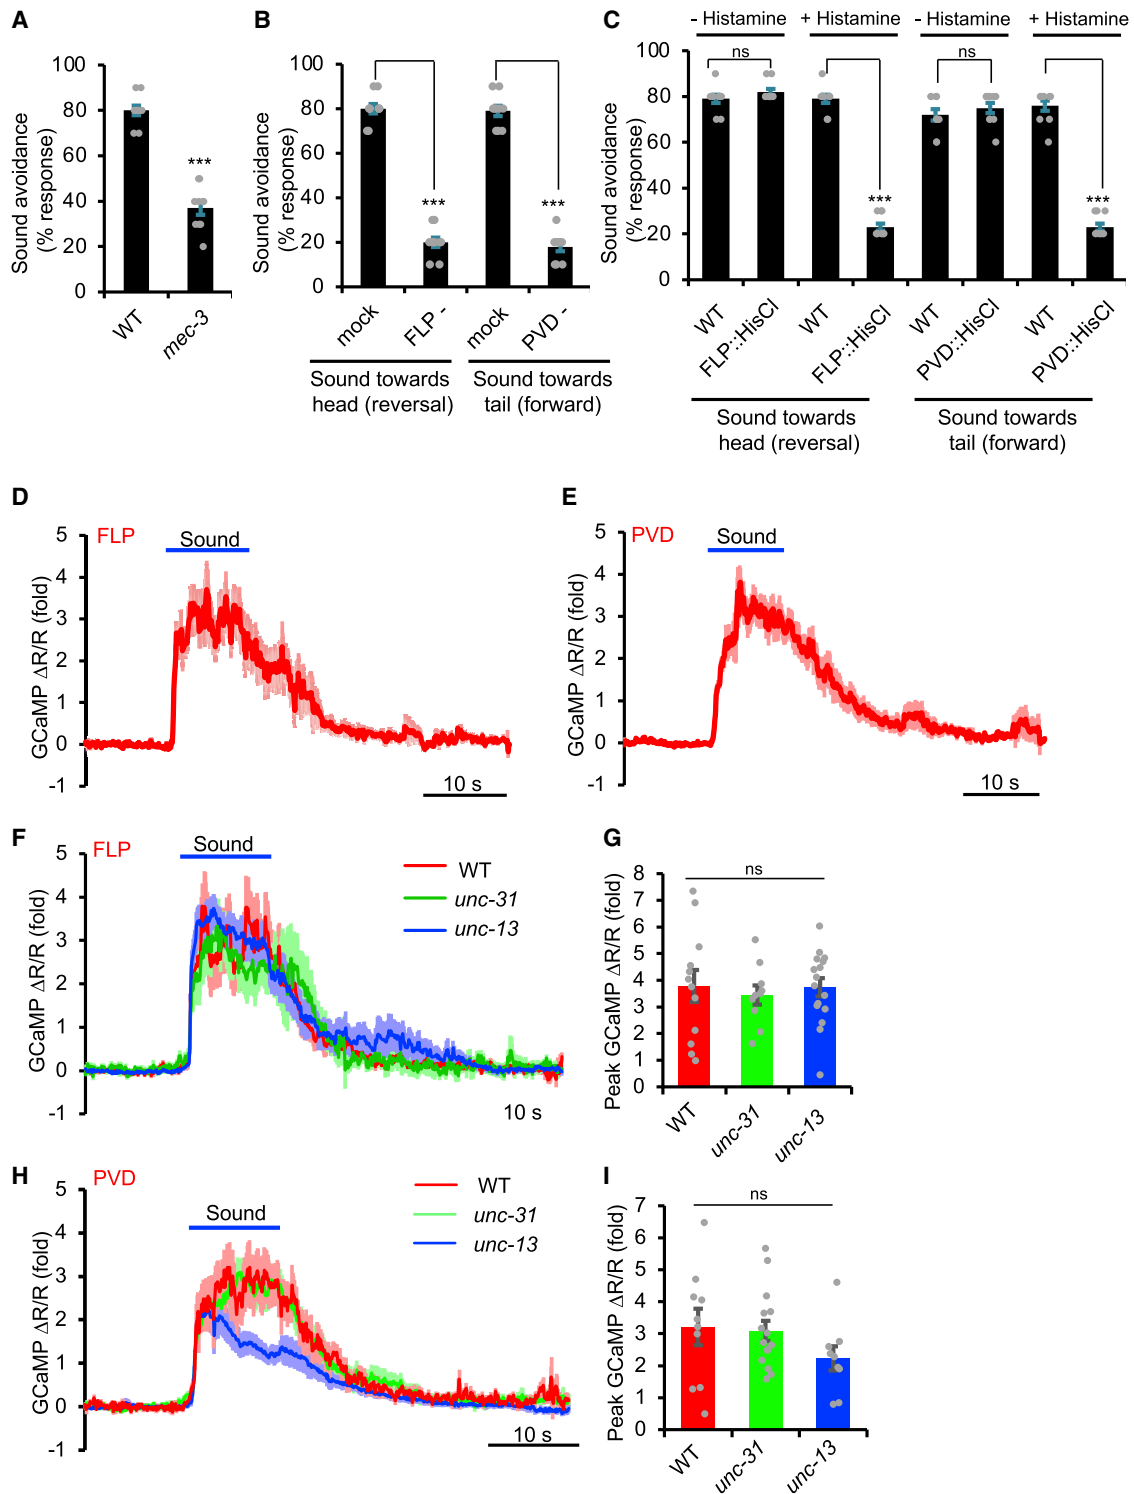 A
Sound avoidance
(% response)
100
80
60
40
20
0
***
WT
mec-3
B
Sound avoidance
(% response)
100
80
60
40
20
0
***
***
mock
FLP -
mock
PVD -
Sound towards
head (reversal)
Sound towards
tail (forward)
C
- Histamine
+ Histamine
- Histamine
+ Histamine
Sound avoidance
(% response)
100
80
60
40
20
0
ns
***
ns
***
WT
FLP::HisCl
WT
FLP::HisCl
WT
PVD::HisCl
WT
PVD::HisCl
Sound towards
head (reversal)
Sound towards
tail (forward)
D
FLP
Sound
GCaMP ΔR/R (fold)
5
4
3
2
1
0
-1
10 s
E
PVD
Sound
GCaMP ΔR/R (fold)
5
4
3
2
1
0
-1
10 s
F
FLP
Sound
GCaMP ΔR/R (fold)
5
4
3
2
1
0
-1
WT
unc-31
unc-13
10 s
G
Peak GCaMP ΔR/R (fold)
8
7
6
5
4
3
2
1
0
ns
WT
unc-31
unc-13
H
PVD
Sound
GCaMP ΔR/R (fold)
5
4
3
2
1
0
-1
WT
unc-31
unc-13
10 s
I
Peak GCaMP ΔR/R (fold)
7
6
5
4
3
2
1
0
ns
WT
unc-31
unc-13